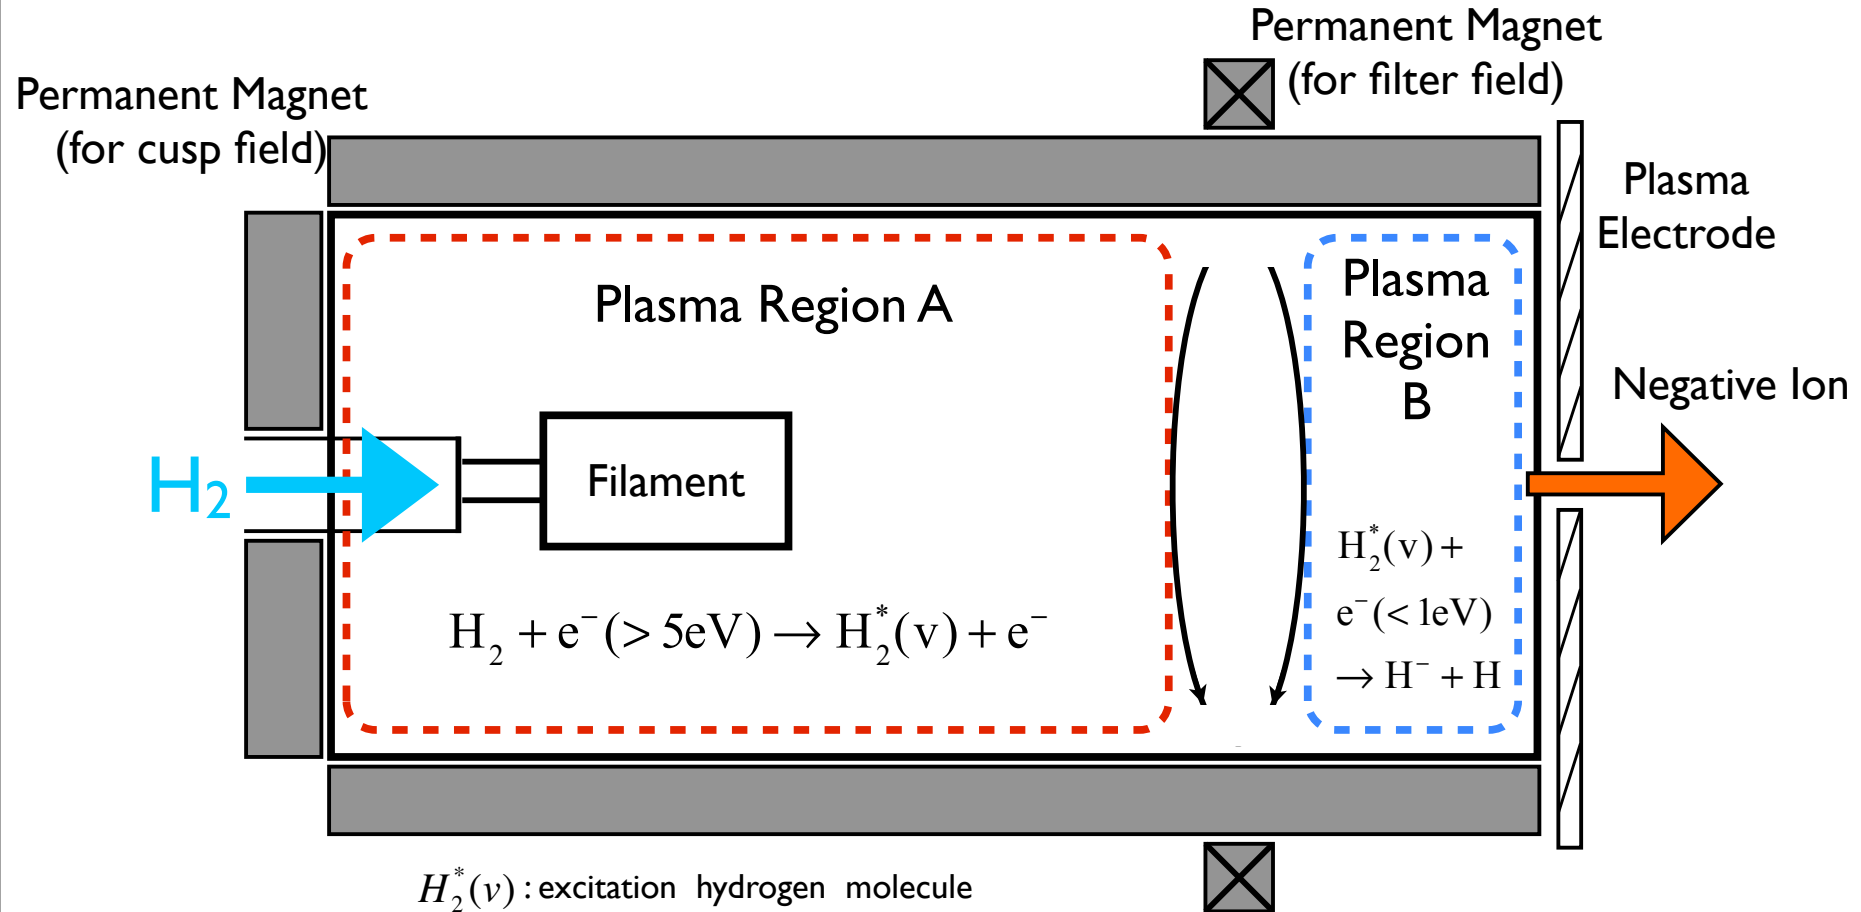 Permanent Magnet
(for filter field)
Permanent Magnet
(for cusp field)
Plasma
Electrode
Plasma Region A
Plasma
Region
B
Negative Ion
H₂
Filament
H₂ + e⁻(> 5eV) → H₂*(v) + e⁻
H₂*(v) +
e⁻(< 1eV)
→ H⁻ + H
H₂*(v) : excitation hydrogen molecule